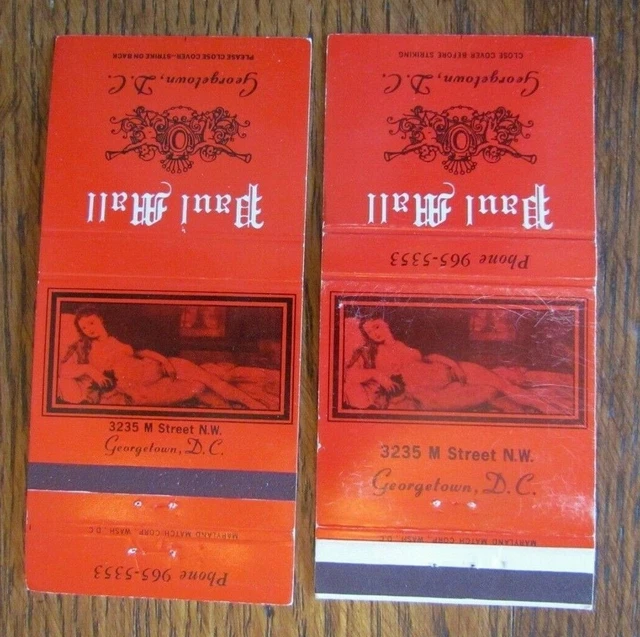 Paul Mall
Georgetown, D.C.
PLEASE CLOSE COVER-STRIKE ON BACK
3235 M Street N.W.
Georgetown, D.C.
Phone 965-5353
MARYLAND MATCH CORP. WASH. D.C.
Phone 965-5353
Paul Mall
Georgetown, D.C.
CLOSE COVER BEFORE STRIKING
3235 M Street N.W.
Georgetown, D.C.
MARYLAND MATCH CORP. WASH. D.C.